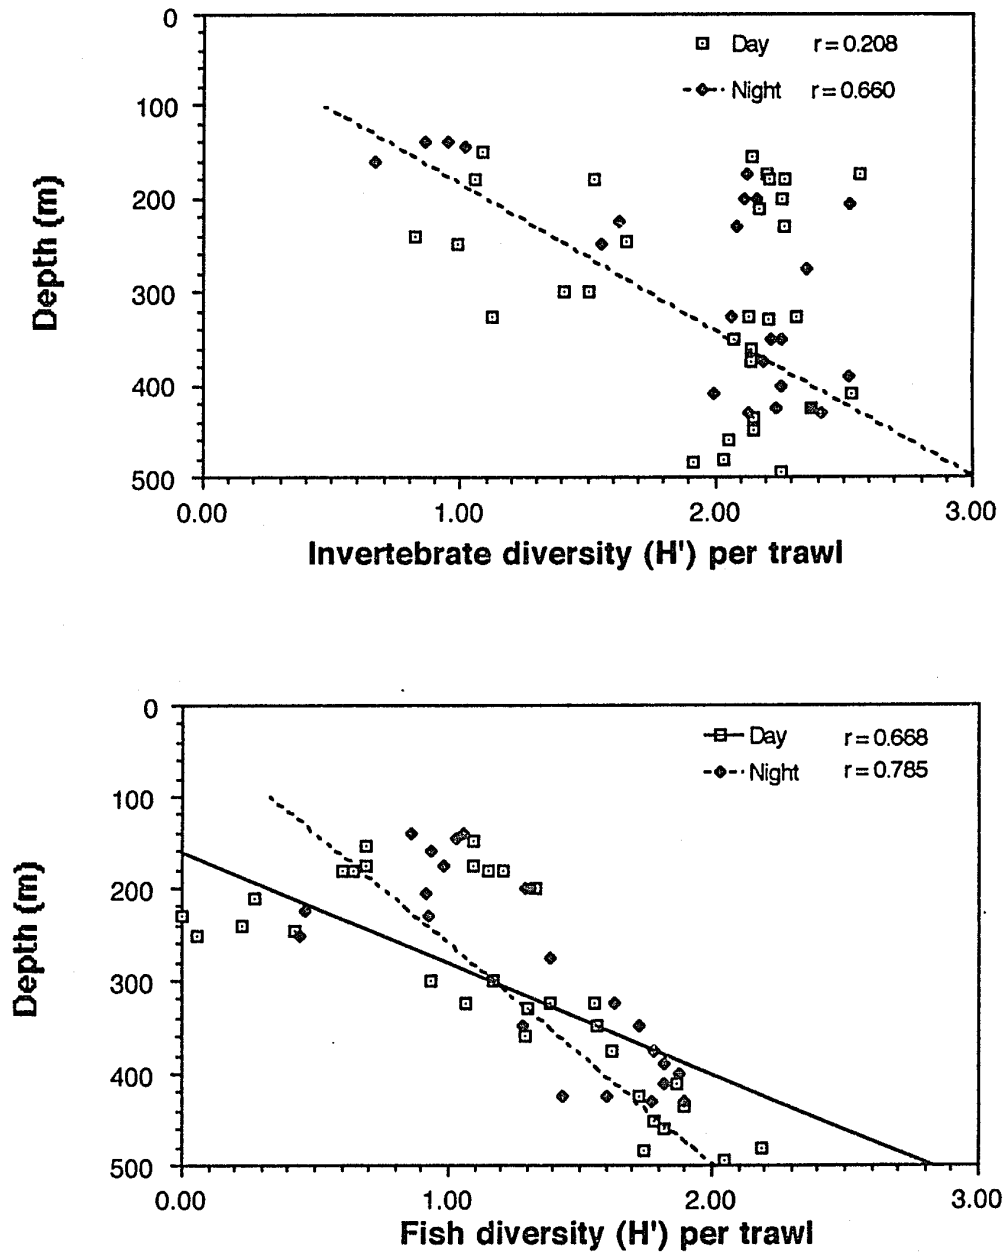 0
Day r = 0.208
100
Night r = 0.660
200
Depth (m)
300
400
500
0.00 1.00 2.00 3.00
Invertebrate diversity (H') per trawl
0
Day r = 0.668
Night r = 0.785
100
200
Depth (m)
300
400
500
0.00 1.00 2.00 3.00
Fish diversity (H') per trawl